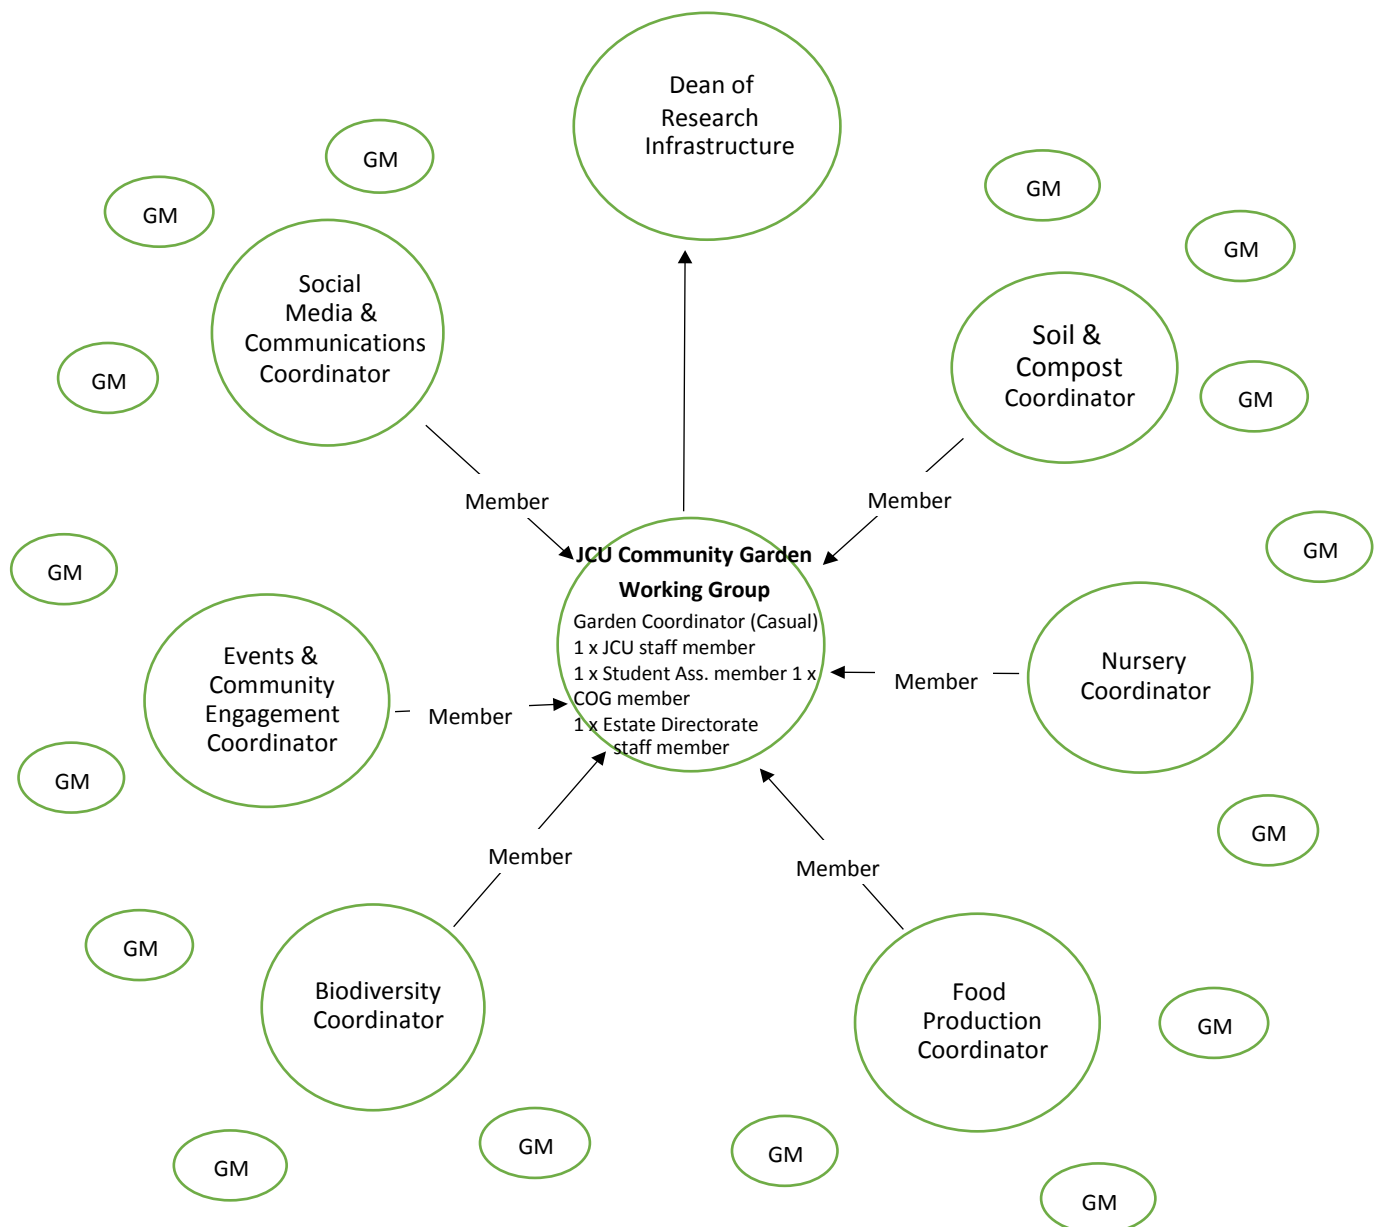 Dean of
Research
Infrastructure
GM
GM
GM
GM
Social
Media &
Communications
Coordinator
GM
Soil &
Compost
Coordinator
GM
GM
Member
Member
JCU Community Garden
Working Group
Garden Coordinator (Casual)
1 x JCU staff member
1 x Student Ass. member 1 x
COG member
1 x Estate Directorate
staff member
GM
GM
Events &
Community
Engagement
Coordinator
Member
Member
Nursery
Coordinator
GM
GM
Member
Member
GM
Biodiversity
Coordinator
Food
Production
Coordinator
GM
GM
GM
GM
GM